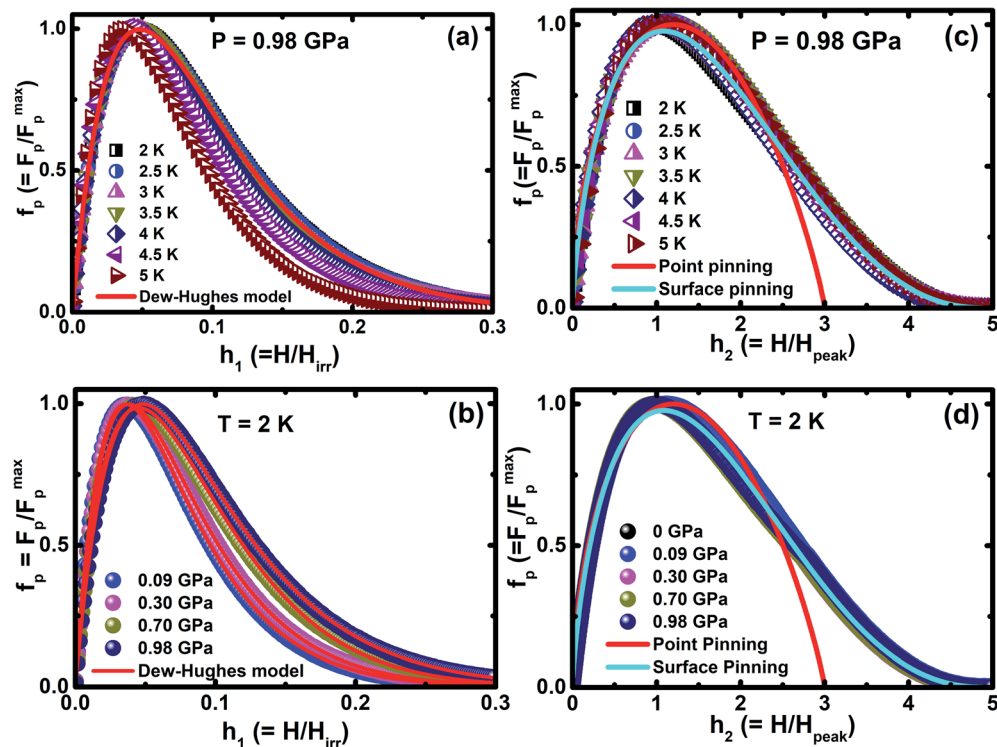 (a)
P = 0.98 GPa
f_p (= F_p/F_p^max)
1.0
0.5
0.0
2 K
2.5 K
3 K
3.5 K
4 K
4.5 K
5 K
Dew-Hughes model
0.0 0.1 0.2 0.3
h_1 (=H/H_irr)
(c)
P = 0.98 GPa
f_p(=F_p/F_p^max)
1.0
0.5
0.0
2 K
2.5 K
3 K
3.5 K
4 K
4.5 K
5 K
Point pinning
Surface pinning
0 1 2 3 4 5
h_2 (= H/H_peak)
(b)
T = 2 K
f_p = F_p/F_p^max
1.0
0.5
0.0
0.09 GPa
0.30 GPa
0.70 GPa
0.98 GPa
Dew-Hughes model
0.0 0.1 0.2 0.3
h_1 (= H/H_irr)
(d)
T = 2 K
f_p (=F_p/F_p^max)
1.0
0.5
0.0
0 GPa
0.09 GPa
0.30 GPa
0.70 GPa
0.98 GPa
Point Pinning
Surface Pinning
0 1 2 3 4 5
h_2 (= H/H_peak)